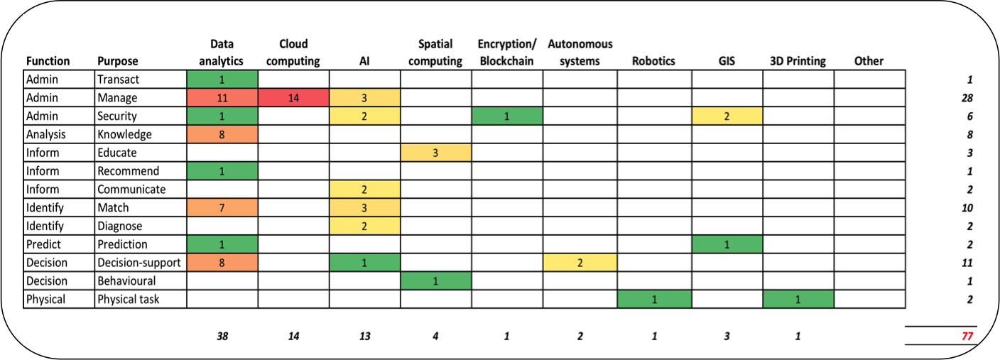 Data Cloud Spatial Encryption/ Autonomous
Function Purpose analytics computing AI computing Blockchain systems Robotics GIS 3D Printing Other
Admin Transact 1 1
Admin Manage 11 14 3 28
Admin Security 1 2 1 2 6
Analysis Knowledge 8 8
Inform Educate 3 3
Inform Recommend 1 1
Inform Communicate 2 2
Identify Match 7 3 10
Identify Diagnose 2 2
Predict Prediction 1 1 2
Decision Decision-support 8 1 2 11
Decision Behavioural 1 1
Physical Physical task 1 1 2
38 14 13 4 1 2 1 3 1 77